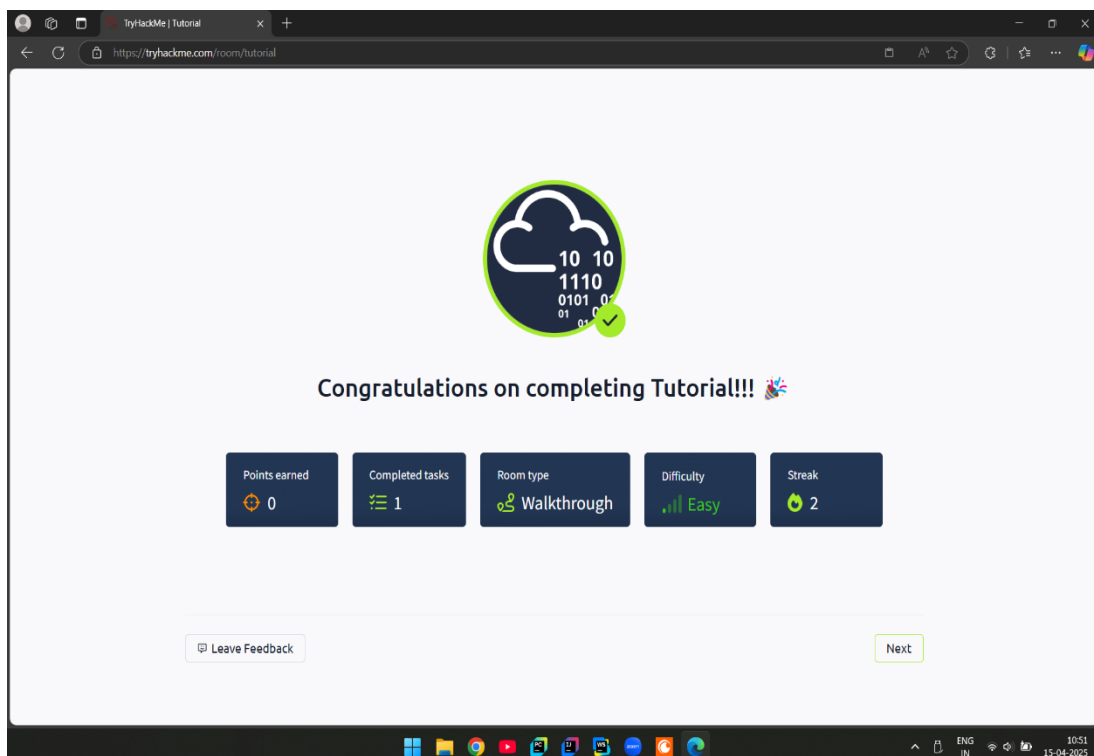 TryHackMe | Tutorial
https://tryhackme.com/room/tutorial
10 10
1110
0101 0
01
01
Congratulations on completing Tutorial!!!
Points earned
0
Completed tasks
1
Room type
Walkthrough
Difficulty
Easy
Streak
2
Leave Feedback
Next
ENG
IN
10:51
15-04-2025